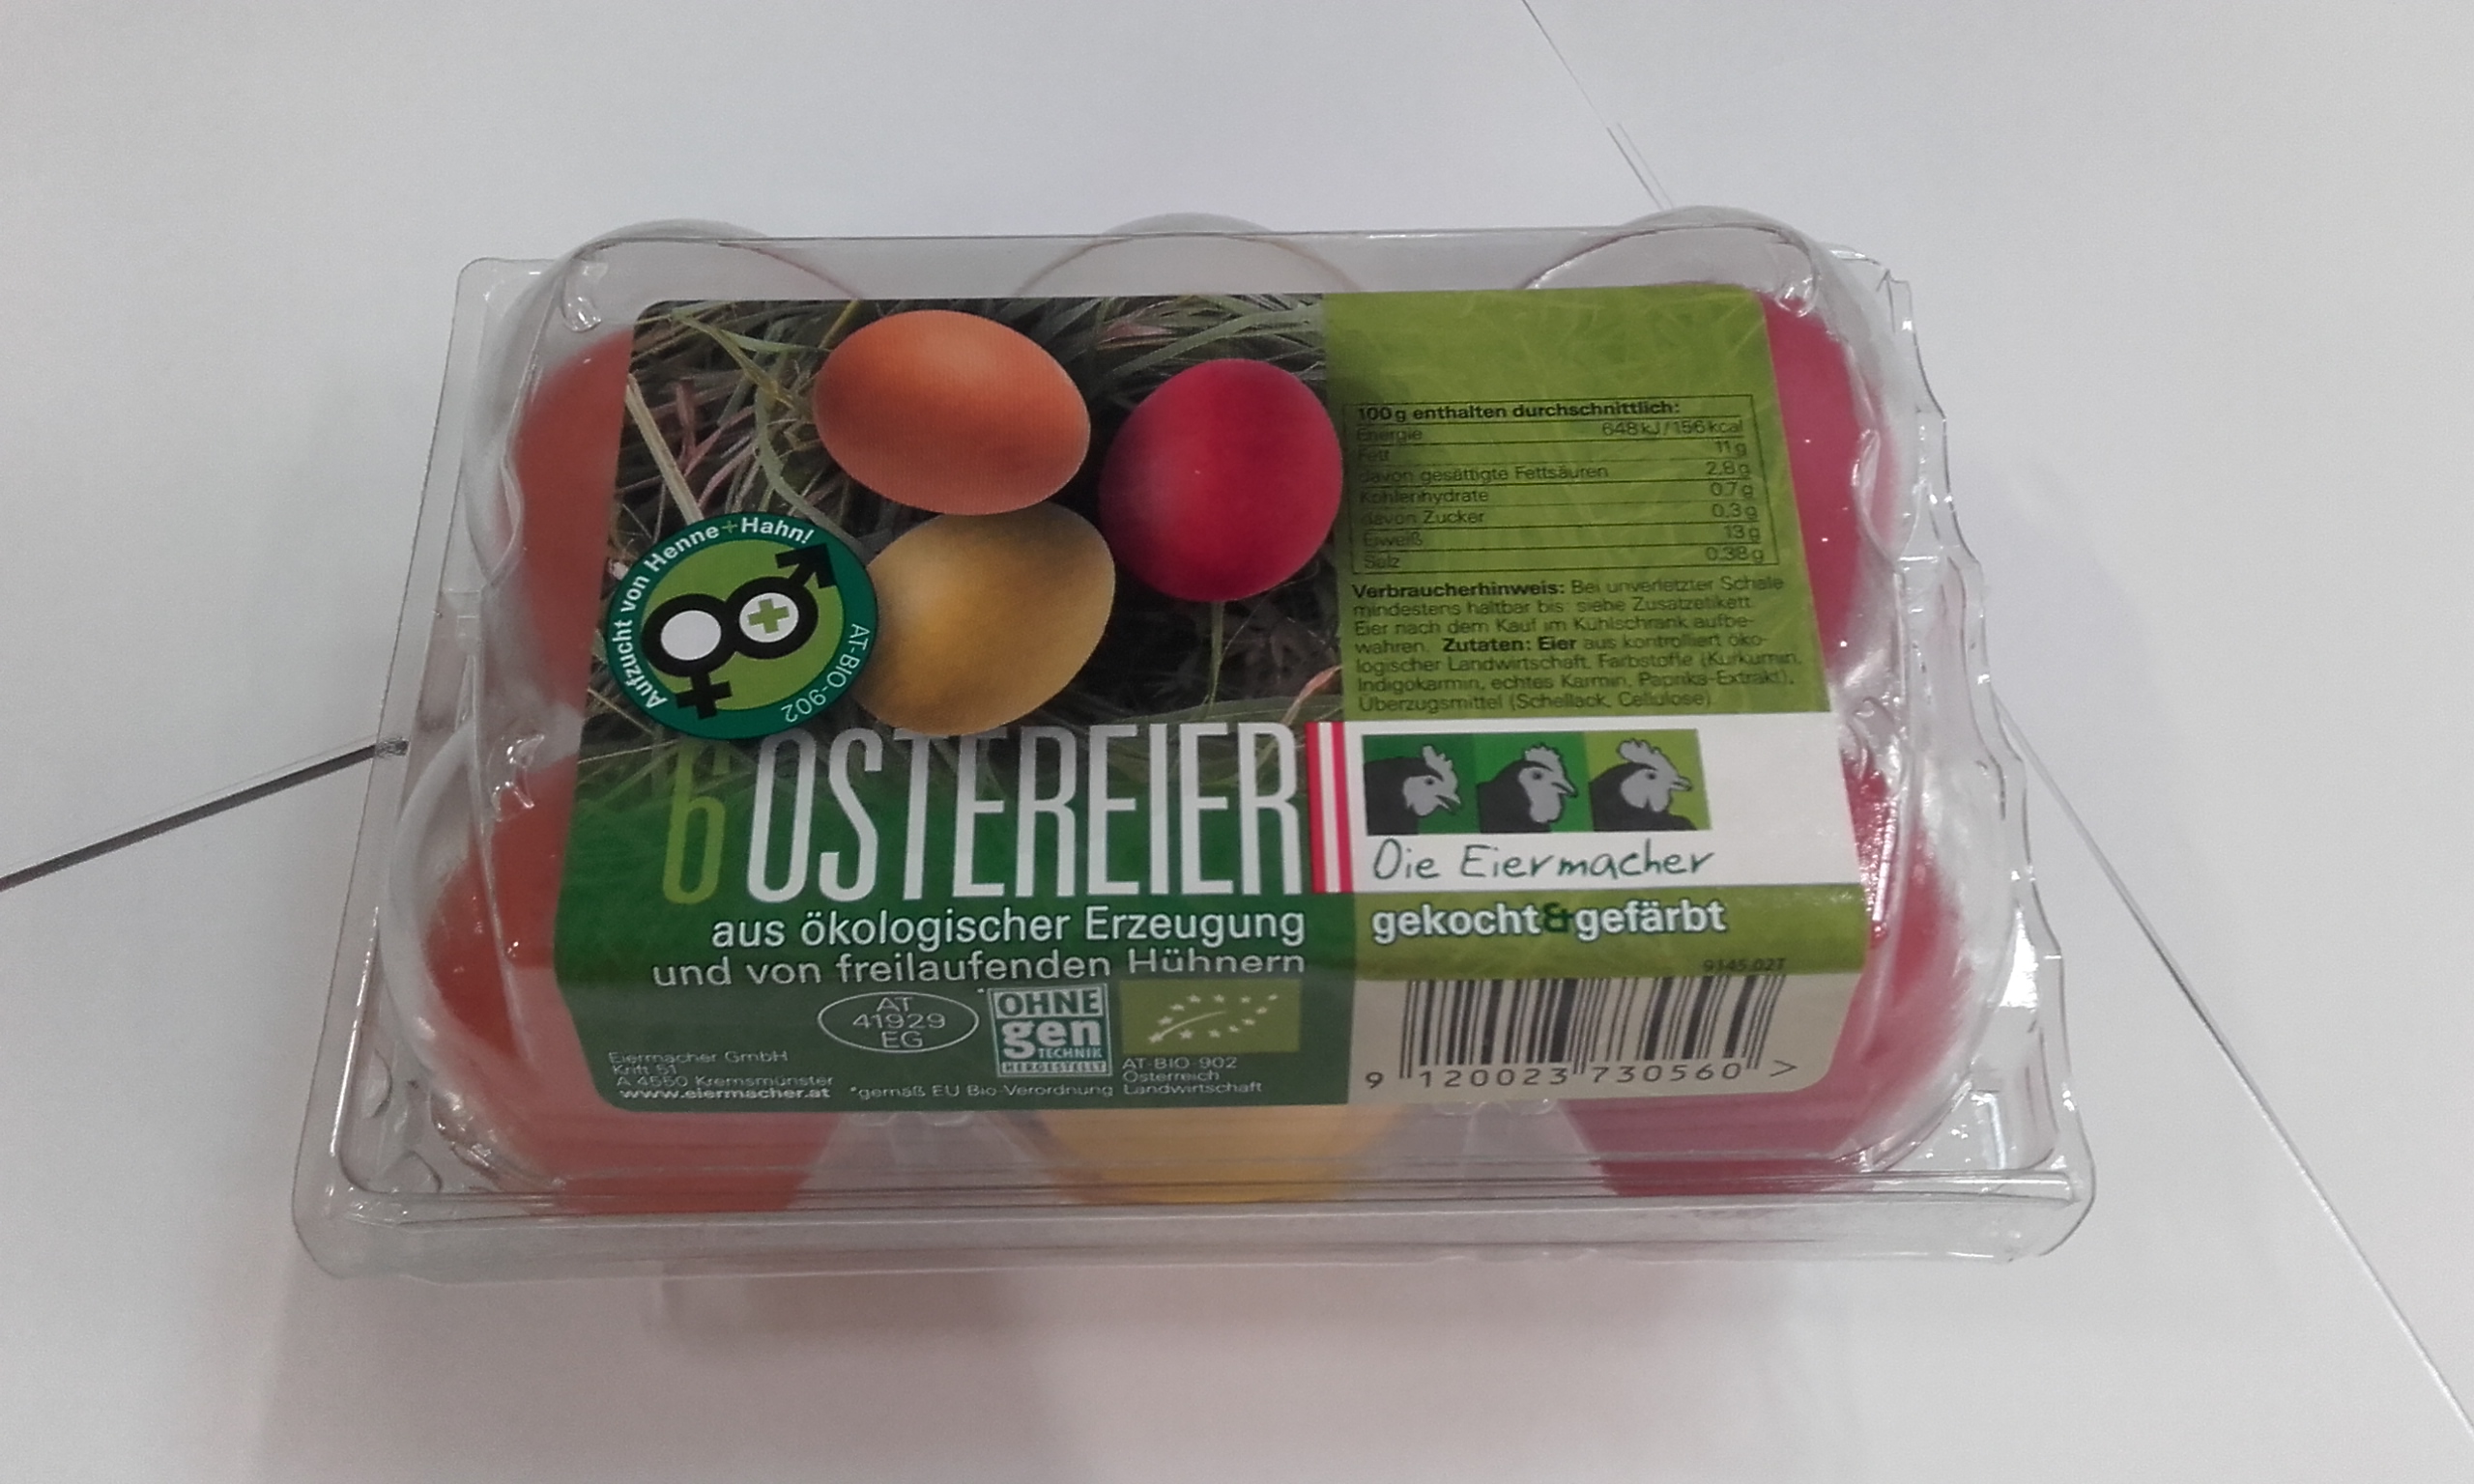 Aufzucht von Henne+Hahn!
AT-BIO-902
100g enthalten durchschnittlich:
Energie 648 kJ / 156 kcal
Fett 11 g
davon gesättigte Fettsäuren 2,8 g
Kohlenhydrate 0,7 g
davon Zucker 0,3 g
Eiweiß 13 g
Salz 0,38 g
Verbraucherhinweis: Bei unverletzter Schale
mindestens haltbar bis: siehe Zusatzetikett.
Eier nach dem Kauf im Kühlschrank aufbe-
wahren. Zutaten: Eier aus kontrolliert öko-
logischer Landwirtschaft, Farbstoffe (Kurkumin,
Indigokarmin, echtes Karmin, Paprika-Extrakt),
Überzugsmittel (Schellack, Cellulose)
6 OSTEREIER
aus ökologischer Erzeugung
und von freilaufenden Hühnern
Die Eiermacher
gekocht&gefärbt
9145.02T
AT
41929
EG
*
OHNE
gen
TECHNIK
HERGESTELLT
AT-BIO-902
Österreich
Landwirtschaft
Eiermacher GmbH
Krift 51
A 4550 Kremsmünster
www.eiermacher.at
*gemäß EU Bio-Verordnung
9 120023 730560 >